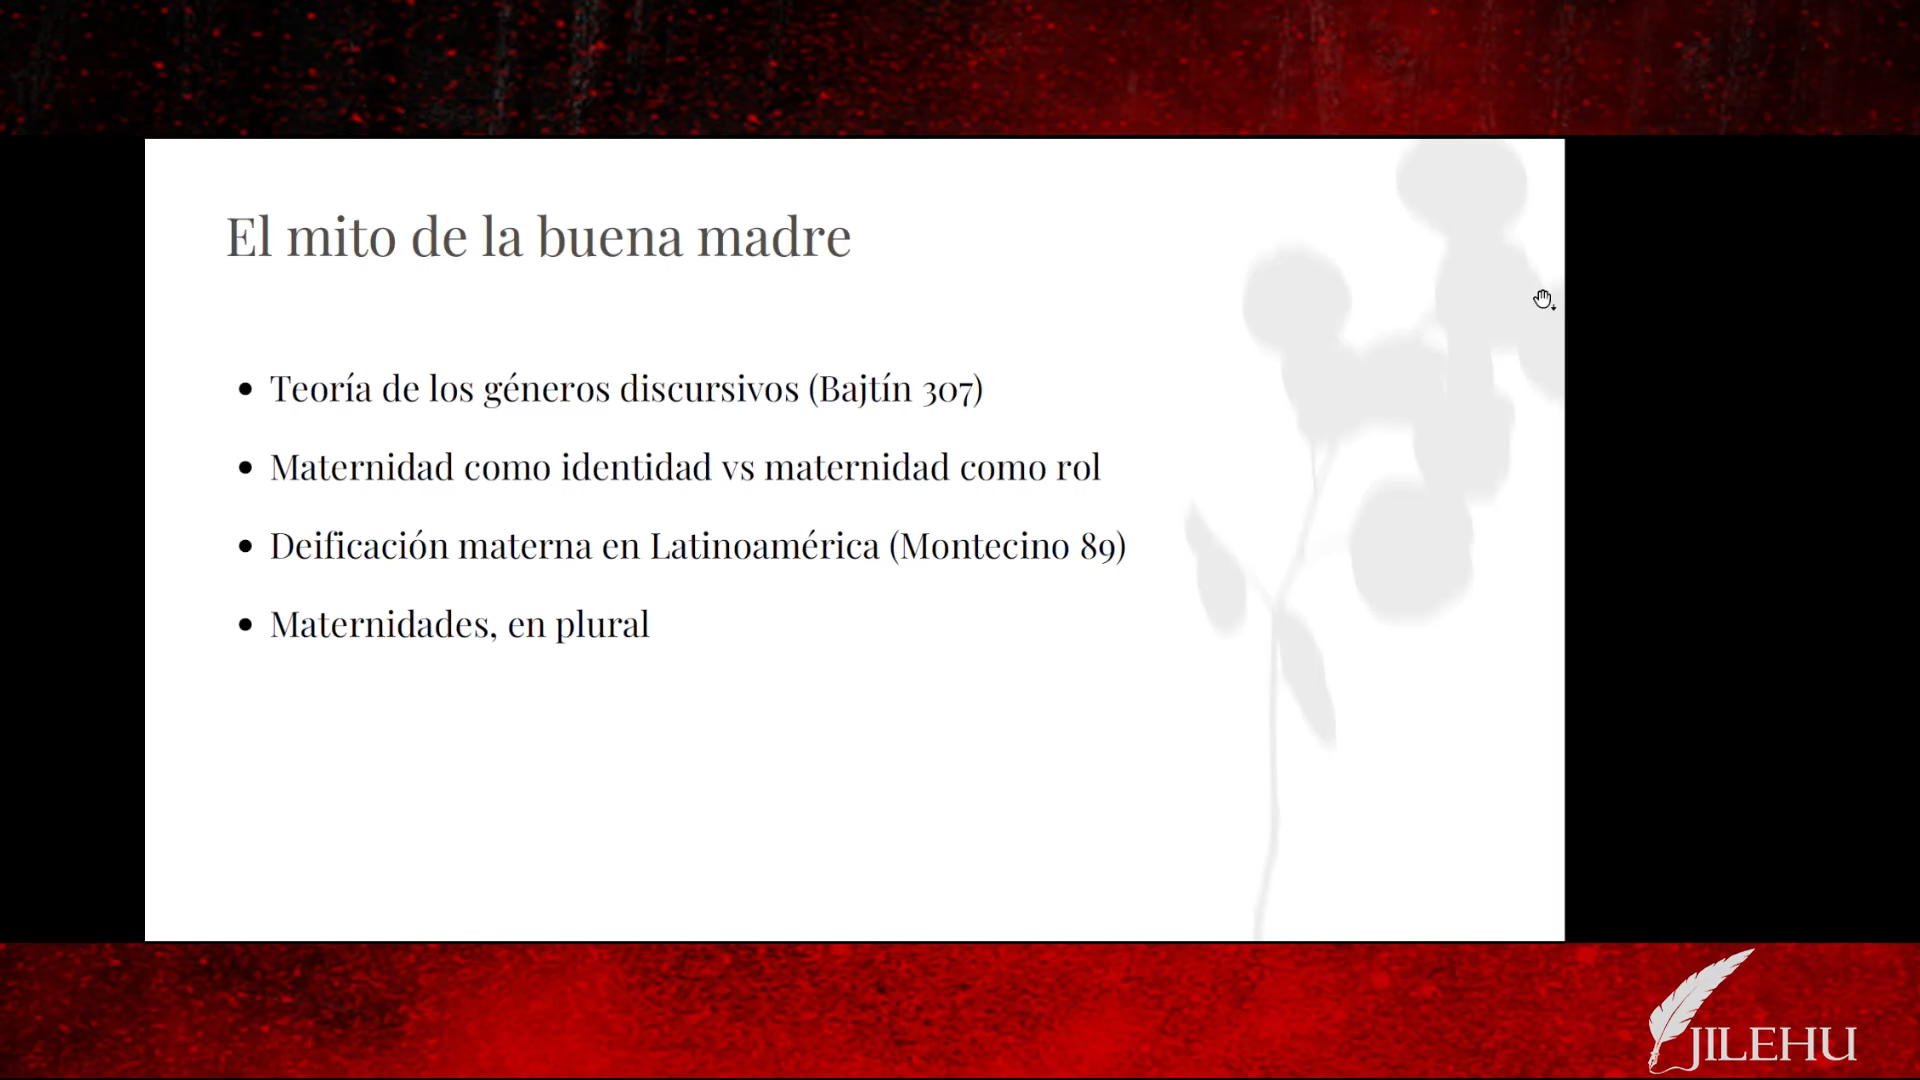 El mito de la buena madre
• Teoría de los géneros discursivos (Bajtín 307)
• Maternidad como identidad vs maternidad como rol
• Deificación materna en Latinoamérica (Montecino 89)
• Maternidades, en plural
JILEHU